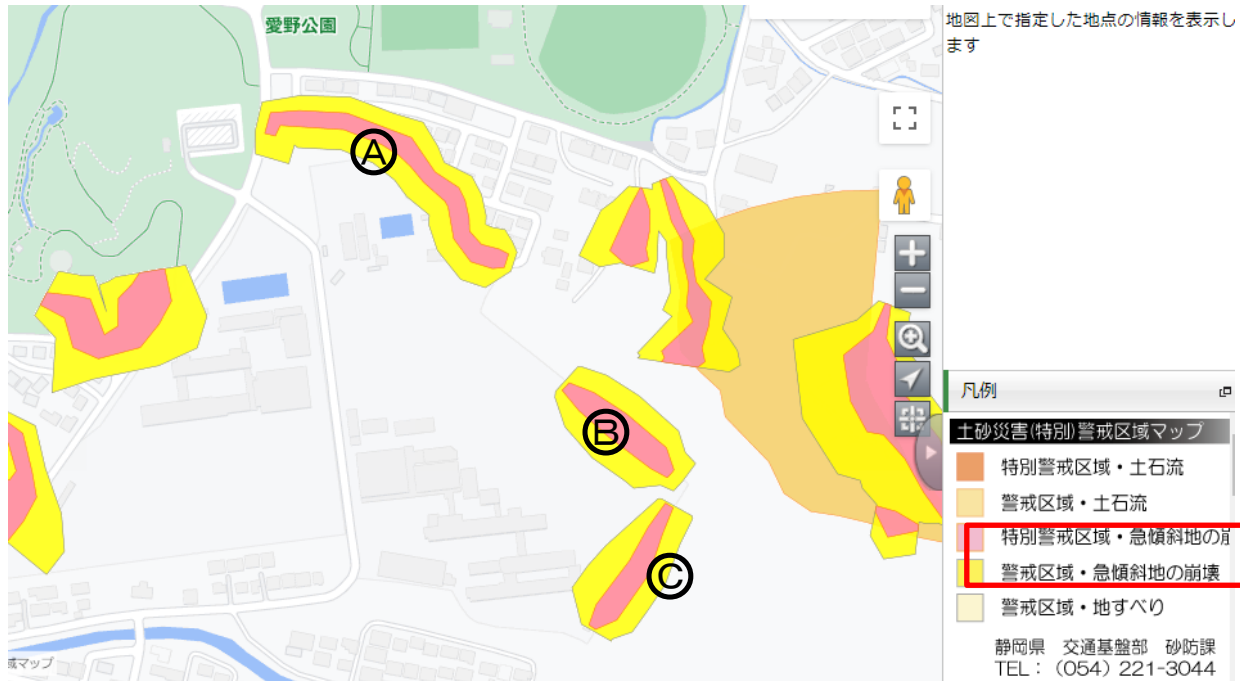 愛野公園
地図上で指定した地点の情報を表示し
ます
A
B
C
凡例
土砂災害(特別)警戒区域マップ
特別警戒区域・土石流
警戒区域・土石流
特別警戒区域・急傾斜地の崩
警戒区域・急傾斜地の崩壊
警戒区域・地すべり
静岡県 交通基盤部 砂防課
TEL: (054) 221-3044
域マップ